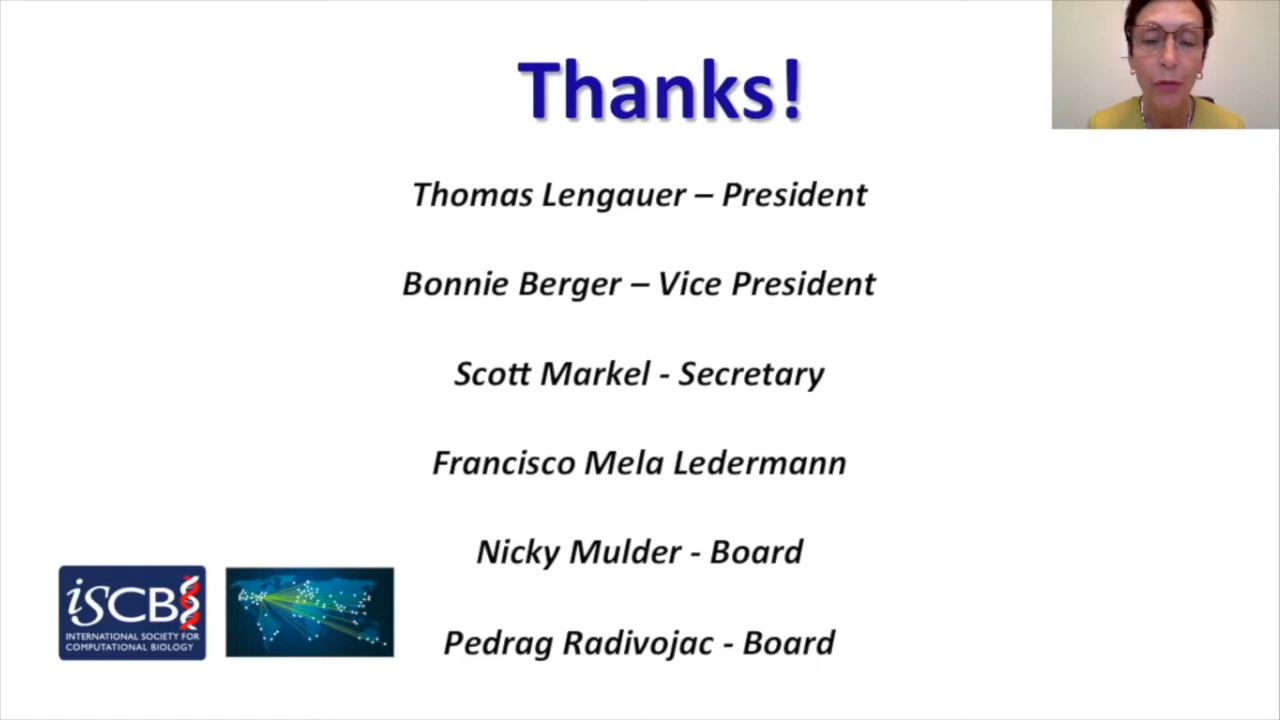 Thanks!
Thomas Lengauer – President
Bonnie Berger – Vice President
Scott Markel - Secretary
Francisco Mela Ledermann
Nicky Mulder - Board
Pedrag Radivojac - Board
iSCB
INTERNATIONAL SOCIETY FOR
COMPUTATIONAL BIOLOGY